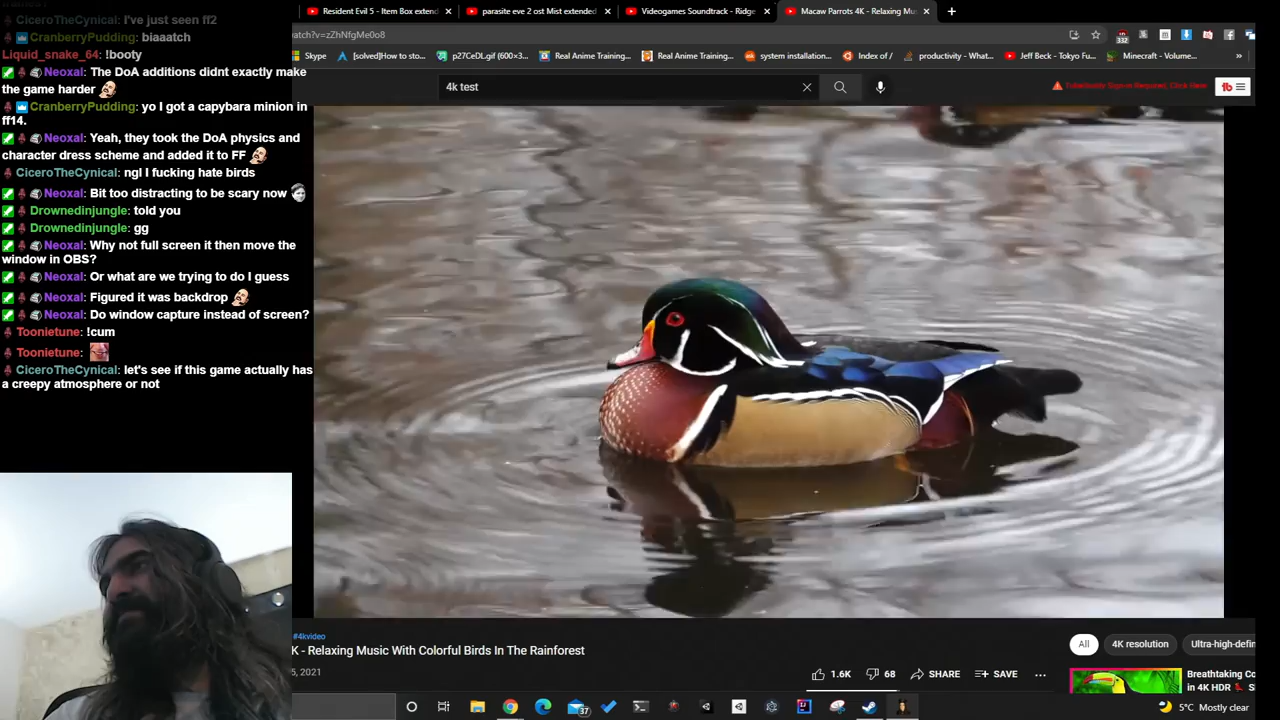 CiceroTheCynical: I've just seen ff2
CranberryPudding: biaaatch
Liquid_snake_64: !booty
Neoxal: The DoA additions didnt exactly make
the game harder
CranberryPudding: yo I got a capybara minion in
ff14.
Neoxal: Yeah, they took the DoA physics and
character dress scheme and added it to FF
CiceroTheCynical: ngl I fucking hate birds
Neoxal: Bit too distracting to be scary now
Drownedinjungle: told you
Drownedinjungle: gg
Neoxal: Why not full screen it then move the
window in OBS?
Neoxal: Or what are we trying to do I guess
Neoxal: Figured it was backdrop
Neoxal: Do window capture instead of screen?
Toonietune: !cum
Toonietune:
CiceroTheCynical: let's see if this game actually has
a creepy atmosphere or not
Resident Evil 5 - Item Box extend
parasite eve 2 ost Mist extended
Videogames Soundtrack - Ridge
Macaw Parrots 4K - Relaxing Mus
watch?v=zZhNfgMe0o8
332
Skype
[solved]How to sto...
p27CeDI.gif (600×3...
Real Anime Training...
Real Anime Training...
system installation...
Index of /
productivity - What...
Jeff Beck - Tokyo Fu...
Minecraft - Volume...
»
4k test
#4kvideo
K - Relaxing Music With Colorful Birds In The Rainforest
5, 2021
1.6K
68
SHARE
SAVE
All
4K resolution
Ultra-high-defin
Breathtaking Co
in 4K HDR
37
5°C Mostly clear